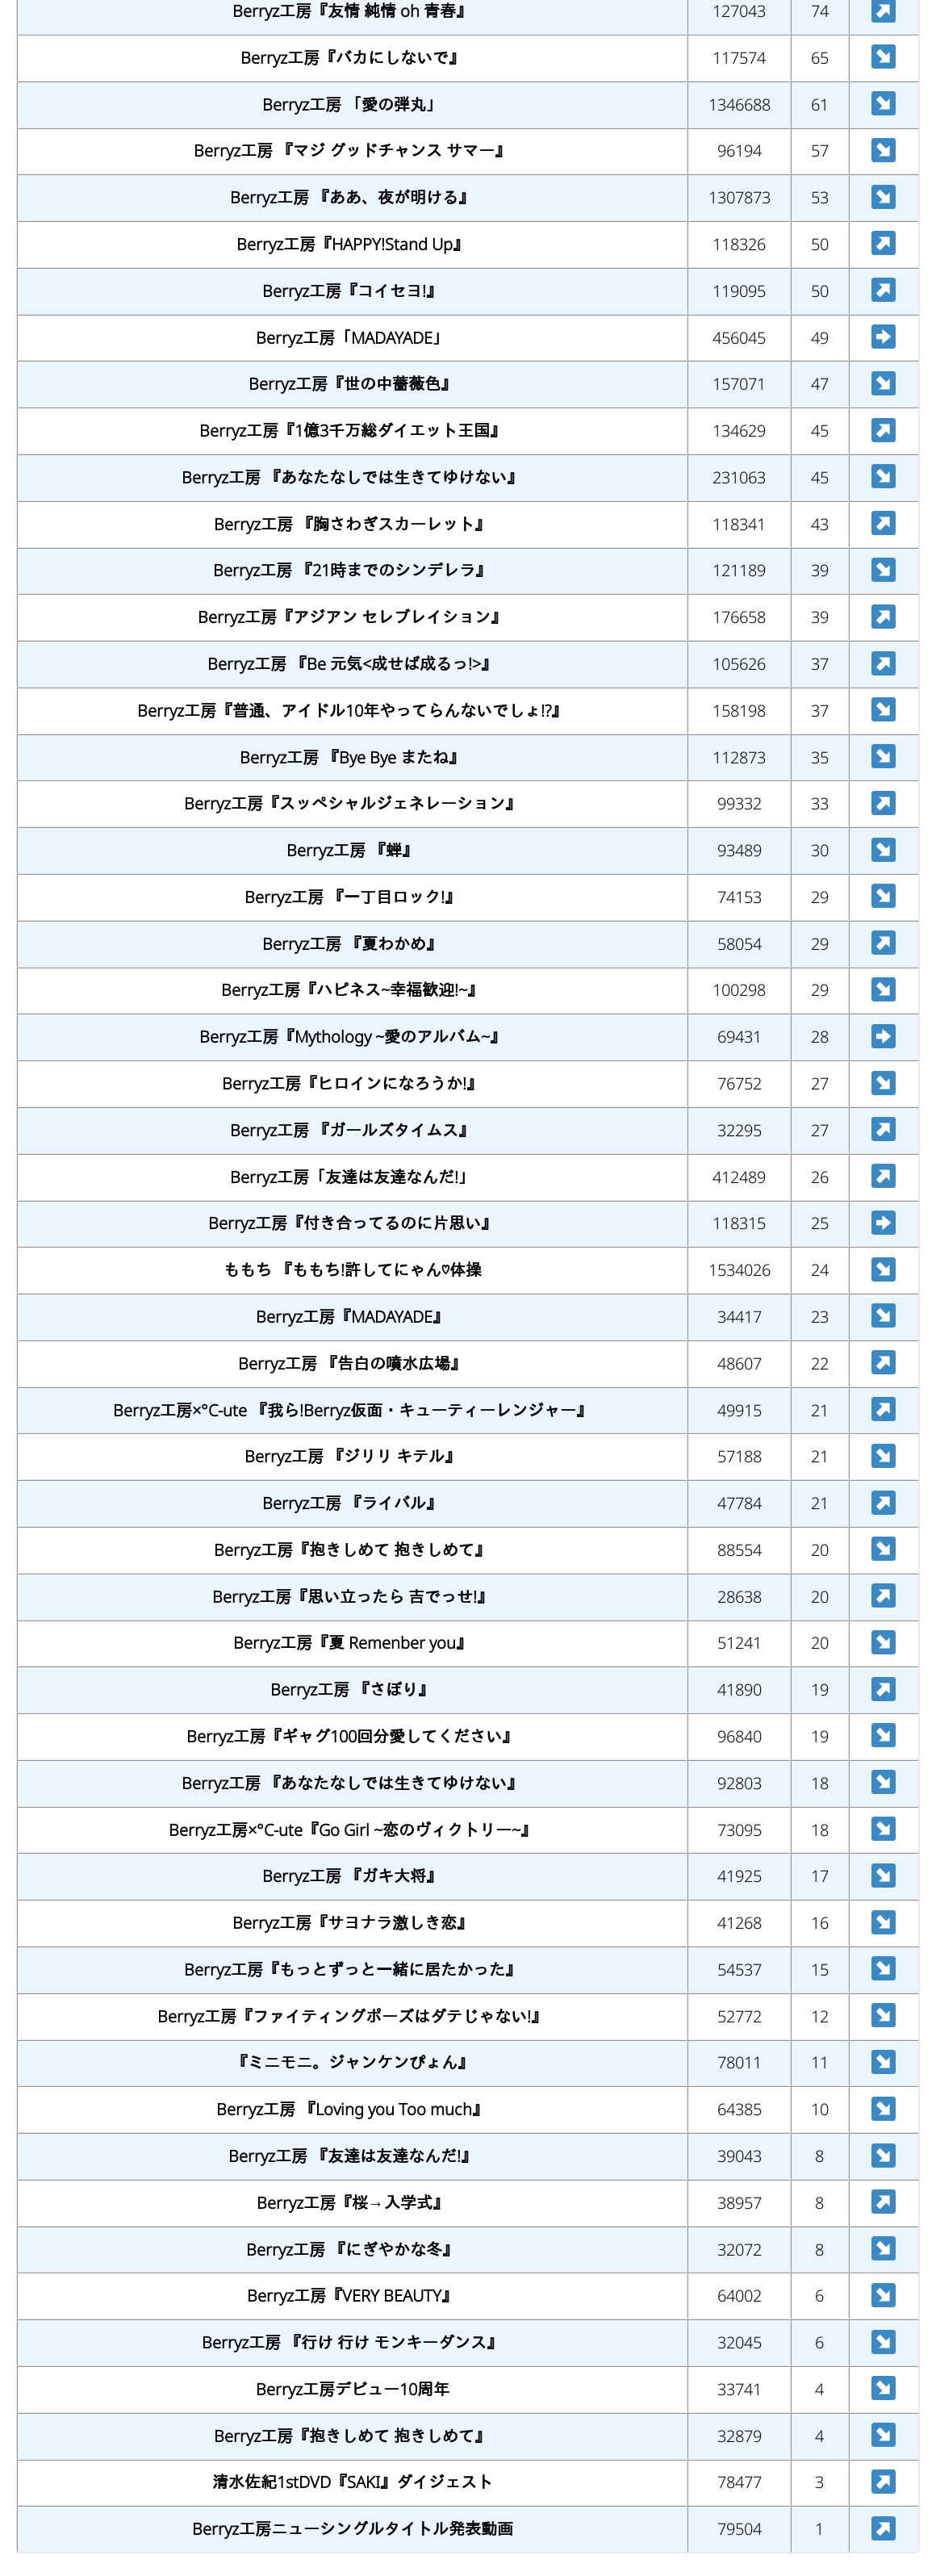 Berryz工房『友情 純情 oh 青春』 127043 74 ↗
Berryz工房『バカにしないで』 117574 65 ↘
Berryz工房 「愛の弾丸」 1346688 61 ↘
Berryz工房 『マジ グッドチャンス サマー』 96194 57 ↘
Berryz工房 『ああ、夜が明ける』 1307873 53 ↘
Berryz工房『HAPPY!Stand Up』 118326 50 ↗
Berryz工房『コイセヨ!』 119095 50 ↗
Berryz工房「MADAYADE」 456045 49 ➡
Berryz工房『世の中薔薇色』 157071 47 ↘
Berryz工房『1億3千万総ダイエット王国』 134629 45 ↗
Berryz工房 『あなたなしでは生きてゆけない』 231063 45 ↘
Berryz工房 『胸さわぎスカーレット』 118341 43 ↗
Berryz工房 『21時までのシンデレラ』 121189 39 ↘
Berryz工房『アジアン セレブレイション』 176658 39 ↗
Berryz工房 『Be 元気<成せば成るっ!>』 105626 37 ↗
Berryz工房『普通、アイドル10年やってらんないでしょ!?』 158198 37 ↘
Berryz工房 『Bye Bye またね』 112873 35 ↘
Berryz工房『スッペシャルジェネレーション』 99332 33 ↗
Berryz工房 『蝉』 93489 30 ↘
Berryz工房 『一丁目ロック!』 74153 29 ↘
Berryz工房 『夏わかめ』 58054 29 ↗
Berryz工房『ハピネス~幸福歓迎!~』 100298 29 ↘
Berryz工房『Mythology ~愛のアルバム~』 69431 28 ➡
Berryz工房『ヒロインになろうか!』 76752 27 ↘
Berryz工房 『ガールズタイムス』 32295 27 ↗
Berryz工房「友達は友達なんだ!」 412489 26 ↗
Berryz工房『付き合ってるのに片思い』 118315 25 ➡
ももち 『ももち!許してにゃん♡体操 1534026 24 ↘
Berryz工房『MADAYADE』 34417 23 ↘
Berryz工房 『告白の噴水広場』 48607 22 ↗
Berryz工房×°C-ute 『我ら!Berryz仮面・キューティーレンジャー』 49915 21 ↗
Berryz工房 『ジリリ キテル』 57188 21 ↘
Berryz工房 『ライバル』 47784 21 ↗
Berryz工房『抱きしめて 抱きしめて』 88554 20 ↘
Berryz工房『思い立ったら 吉でっせ!』 28638 20 ↗
Berryz工房『夏 Remenber you』 51241 20 ↘
Berryz工房 『さぼり』 41890 19 ↗
Berryz工房『ギャグ100回分愛してください』 96840 19 ↘
Berryz工房 『あなたなしでは生きてゆけない』 92803 18 ↘
Berryz工房×°C-ute『Go Girl ~恋のヴィクトリー~』 73095 18 ↘
Berryz工房 『ガキ大将』 41925 17 ↘
Berryz工房『サヨナラ激しき恋』 41268 16 ↘
Berryz工房『もっとずっと一緒に居たかった』 54537 15 ↘
Berryz工房『ファイティングポーズはダテじゃない!』 52772 12 ↘
『ミニモニ。ジャンケンぴょん』 78011 11 ↘
Berryz工房 『Loving you Too much』 64385 10 ↘
Berryz工房 『友達は友達なんだ!』 39043 8 ↘
Berryz工房『桜→入学式』 38957 8 ↗
Berryz工房 『にぎやかな冬』 32072 8 ↘
Berryz工房『VERY BEAUTY』 64002 6 ↘
Berryz工房 『行け 行け モンキーダンス』 32045 6 ↘
Berryz工房デビュー10周年 33741 4 ↘
Berryz工房『抱きしめて 抱きしめて』 32879 4 ↘
清水佐紀1stDVD『SAKI』ダイジェスト 78477 3 ↗
Berryz工房ニューシングルタイトル発表動画 79504 1 ↗